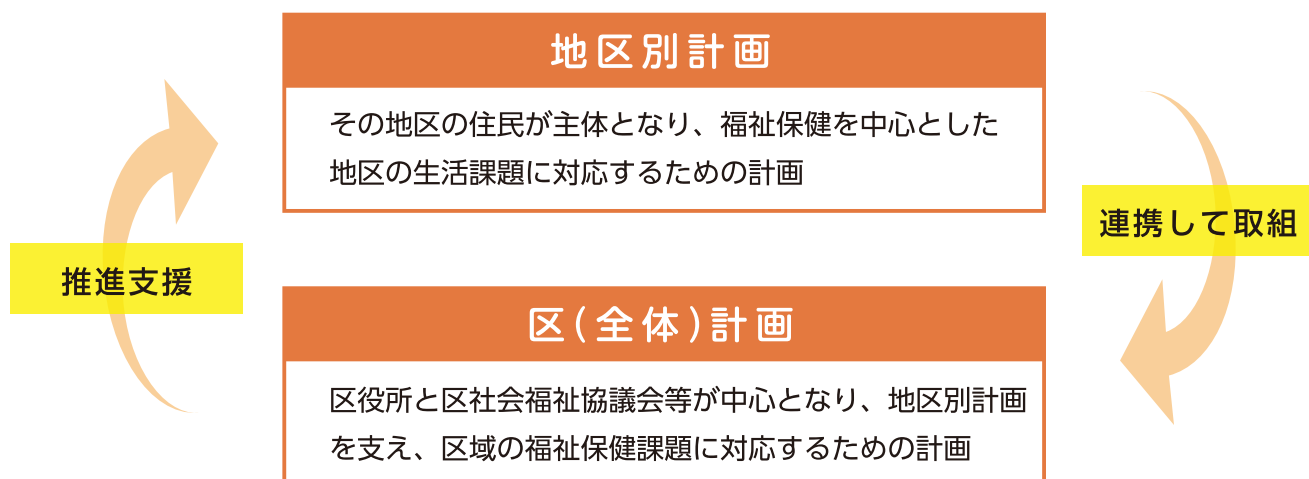 地区別計画
その地区の住民が主体となり、福祉保健を中心とした
地区の生活課題に対応するための計画
連携して取組
推進支援
区(全体)計画
区役所と区社会福祉協議会等が中心となり、地区別計画
を支え、区域の福祉保健課題に対応するための計画